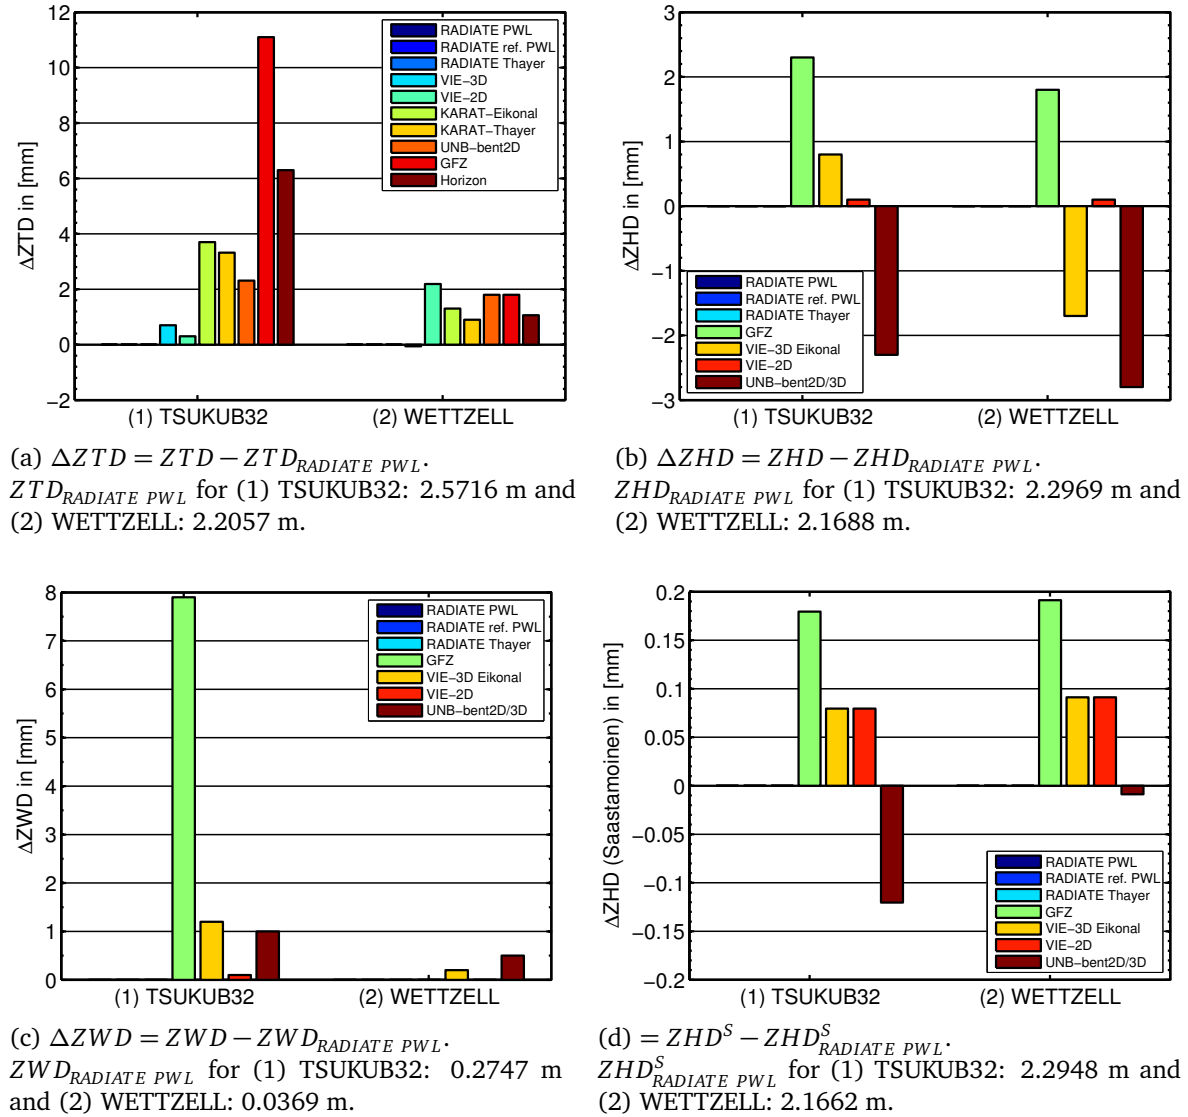 12
10
8
6
4
2
0
−2
ΔZTD in [mm]
RADIATE PWL
RADIATE ref. PWL
RADIATE Thayer
VIE−3D
VIE−2D
KARAT−Eikonal
KARAT−Thayer
UNB−bent2D
GFZ
Horizon
(1) TSUKUB32
(2) WETTZELL
(a) ΔZTD = ZTD − ZTD_RADIATE PWL.
ZTD_RADIATE PWL for (1) TSUKUB32: 2.5716 m and
(2) WETTZELL: 2.2057 m.
3
2
1
0
−1
−2
−3
ΔZHD in [mm]
RADIATE PWL
RADIATE ref. PWL
RADIATE Thayer
GFZ
VIE−3D Eikonal
VIE−2D
UNB−bent2D/3D
(1) TSUKUB32
(2) WETTZELL
(b) ΔZHD = ZHD − ZHD_RADIATE PWL.
ZHD_RADIATE PWL for (1) TSUKUB32: 2.2969 m and
(2) WETTZELL: 2.1688 m.
8
7
6
5
4
3
2
1
0
ΔZWD in [mm]
RADIATE PWL
RADIATE ref. PWL
RADIATE Thayer
GFZ
VIE−3D Eikonal
VIE−2D
UNB−bent2D/3D
(1) TSUKUB32
(2) WETTZELL
(c) ΔZWD = ZWD − ZWD_RADIATE PWL.
ZWD_RADIATE PWL for (1) TSUKUB32: 0.2747 m
and (2) WETTZELL: 0.0369 m.
0.2
0.15
0.1
0.05
0
−0.05
−0.1
−0.15
−0.2
ΔZHD (Saastamoinen) in [mm]
RADIATE PWL
RADIATE ref. PWL
RADIATE Thayer
GFZ
VIE−3D Eikonal
VIE−2D
UNB−bent2D/3D
(1) TSUKUB32
(2) WETTZELL
(d) = ZHD^S − ZHD^S_RADIATE PWL.
ZHD^S_RADIATE PWL for (1) TSUKUB32: 2.2948 m and
(2) WETTZELL: 2.1662 m.